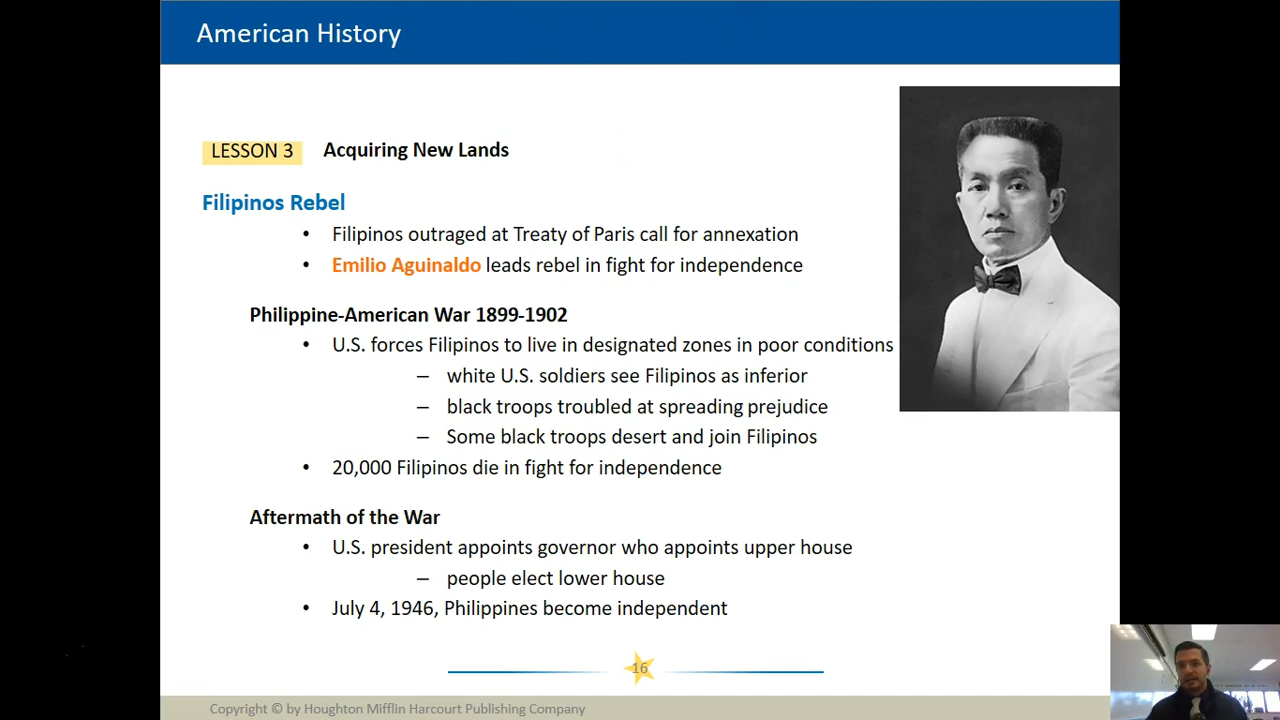 American History
LESSON 3 Acquiring New Lands
Filipinos Rebel
• Filipinos outraged at Treaty of Paris call for annexation
• Emilio Aguinaldo leads rebel in fight for independence
Philippine-American War 1899-1902
• U.S. forces Filipinos to live in designated zones in poor conditions
– white U.S. soldiers see Filipinos as inferior
– black troops troubled at spreading prejudice
– Some black troops desert and join Filipinos
• 20,000 Filipinos die in fight for independence
Aftermath of the War
• U.S. president appoints governor who appoints upper house
– people elect lower house
• July 4, 1946, Philippines become independent
16
Copyright © by Houghton Mifflin Harcourt Publishing Company